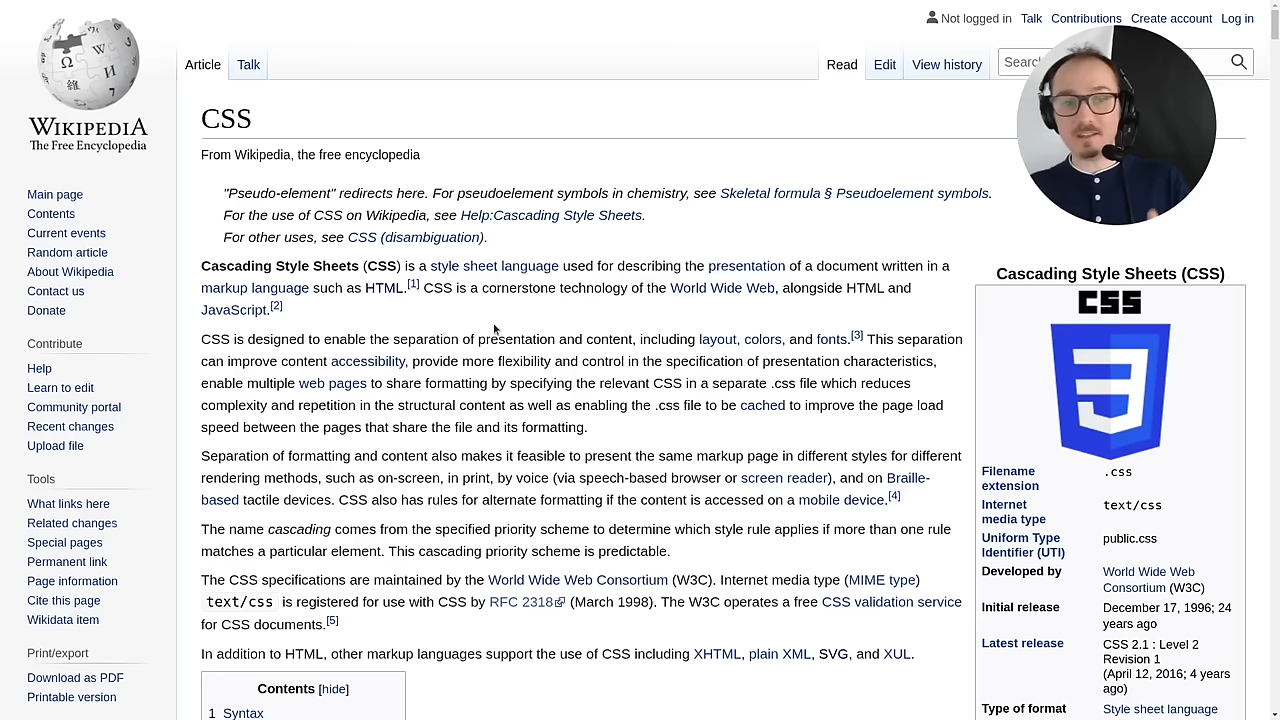 Not logged in Talk Contributions Create account Log in
Article Talk Read Edit View history Searc
WIKIPEDIA
The Free Encyclopedia
Main page
Contents
Current events
Random article
About Wikipedia
Contact us
Donate
Contribute
Help
Learn to edit
Community portal
Recent changes
Upload file
Tools
What links here
Related changes
Special pages
Permanent link
Page information
Cite this page
Wikidata item
Print/export
Download as PDF
Printable version
CSS
From Wikipedia, the free encyclopedia
"Pseudo-element" redirects here. For pseudoelement symbols in chemistry, see Skeletal formula § Pseudoelement symbols.
For the use of CSS on Wikipedia, see Help:Cascading Style Sheets.
For other uses, see CSS (disambiguation).
Cascading Style Sheets (CSS) is a style sheet language used for describing the presentation of a document written in a
markup language such as HTML.[1] CSS is a cornerstone technology of the World Wide Web, alongside HTML and
JavaScript.[2]
CSS is designed to enable the separation of presentation and content, including layout, colors, and fonts.[3] This separation
can improve content accessibility, provide more flexibility and control in the specification of presentation characteristics,
enable multiple web pages to share formatting by specifying the relevant CSS in a separate .css file which reduces
complexity and repetition in the structural content as well as enabling the .css file to be cached to improve the page load
speed between the pages that share the file and its formatting.
Separation of formatting and content also makes it feasible to present the same markup page in different styles for different
rendering methods, such as on-screen, in print, by voice (via speech-based browser or screen reader), and on Braille-
based tactile devices. CSS also has rules for alternate formatting if the content is accessed on a mobile device.[4]
The name cascading comes from the specified priority scheme to determine which style rule applies if more than one rule
matches a particular element. This cascading priority scheme is predictable.
The CSS specifications are maintained by the World Wide Web Consortium (W3C). Internet media type (MIME type)
text/css is registered for use with CSS by RFC 2318 (March 1998). The W3C operates a free CSS validation service
for CSS documents.[5]
In addition to HTML, other markup languages support the use of CSS including XHTML, plain XML, SVG, and XUL.
Contents [hide]
1 Syntax
Cascading Style Sheets (CSS)
CSS
3
Filename
extension
.css
Internet
media type
text/css
Uniform Type
Identifier (UTI)
public.css
Developed by
World Wide Web
Consortium (W3C)
Initial release
December 17, 1996; 24
years ago
Latest release
CSS 2.1 : Level 2
Revision 1
(April 12, 2016; 4 years
ago)
Type of format
Style sheet language